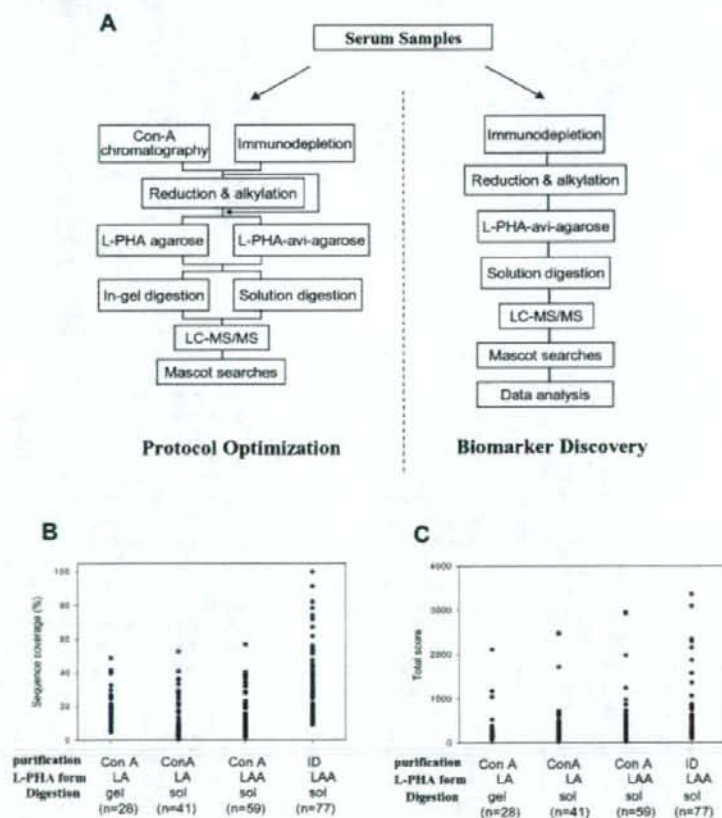 A
Serum Samples
Con-A
chromatography
Immunodepletion
Reduction & alkylation
L-PHA agarose
L-PHA-avi-agarose
In-gel digestion
Solution digestion
LC-MS/MS
Mascot searches
Protocol Optimization
Immunodepletion
Reduction & alkylation
L-PHA-avi-agarose
Solution digestion
LC-MS/MS
Mascot searches
Data analysis
Biomarker Discovery
B
Sequence coverage (%)
100
80
60
40
20
0
purification Con A ConA Con A ID
L-PHA form LA LA LAA LAA
Digestion gel sol sol sol
(n=28) (n=41) (n=59) (n=77)
C
Total score
4000
3000
2000
1000
0
purification Con A ConA Con A ID
L-PHA form LA LA LAA LAA
Digestion gel sol sol sol
(n=28) (n=41) (n=59) (n=77)